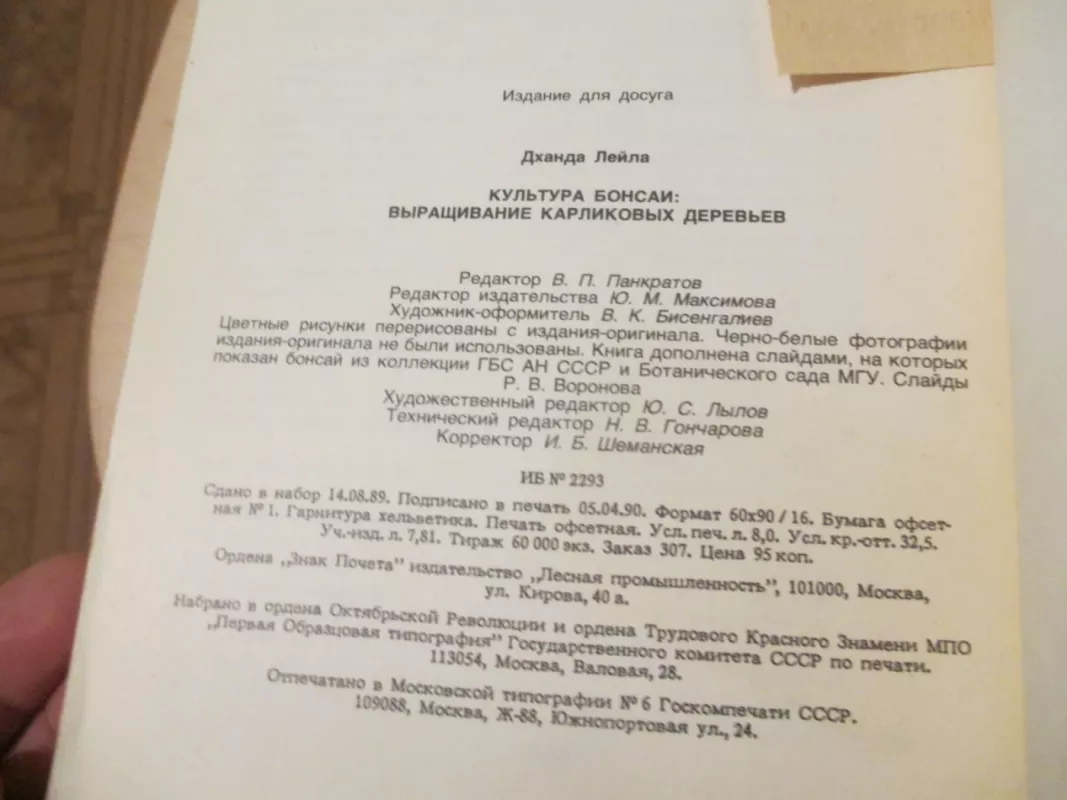 Издание для досуга
Дханда Лейла
КУЛЬТУРА БОНСАИ:
ВЫРАЩИВАНИЕ КАРЛИКОВЫХ ДЕРЕВЬЕВ
Редактор В. П. Панкратов
Редактор издательства Ю. М. Максимова
Художник-оформитель В. К. Бисенгалиев
Цветные рисунки перерисованы с издания-оригинала. Черно-белые фотографии
издания-оригинала не были использованы. Книга дополнена слайдами, на которых
показан бонсай из коллекции ГБС АН СССР и Ботанического сада МГУ. Слайды
Р. В. Воронова
Художественный редактор Ю. С. Лылов
Технический редактор Н. В. Гончарова
Корректор И. Б. Шеманская
ИБ № 2293
Сдано в набор 14.08.89. Подписано в печать 05.04.90. Формат 60x90/16. Бумага офсет-
ная № 1. Гарнитура хельветика. Печать офсетная. Усл. печ. л. 8,0. Усл. кр.-отт. 32,5.
Уч.-изд. л. 7,81. Тираж 60 000 экз. Заказ 307. Цена 95 коп.
Ордена „Знак Почета" издательство „Лесная промышленность", 101000, Москва,
ул. Кирова, 40 а.
Набрано в ордена Октябрьской Революции и ордена Трудового Красного Знамени МПО
„Первая Образцовая типография" Государственного комитета СССР по печати.
113054, Москва, Валовая, 28.
Отпечатано в Московской типографии № 6 Госкомпечати СССР.
109088, Москва, Ж-88, Южнопортовая ул., 24.